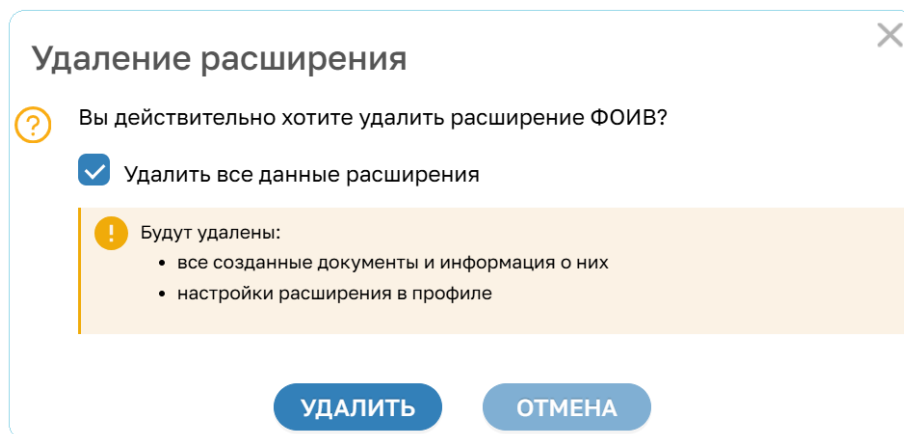 Удаление расширения
Вы действительно хотите удалить расширение ФОИВ?
Удалить все данные расширения
Будут удалены:
• все созданные документы и информация о них
• настройки расширения в профиле
УДАЛИТЬ ОТМЕНА